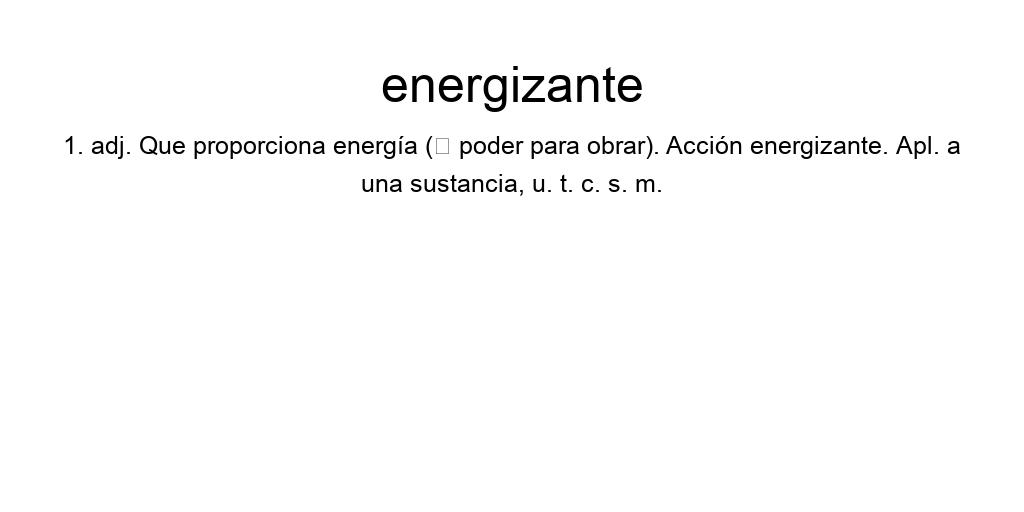 energizante
1. adj. Que proporciona energía (□ poder para obrar). Acción energizante. Apl. a
una sustancia, u. t. c. s. m.